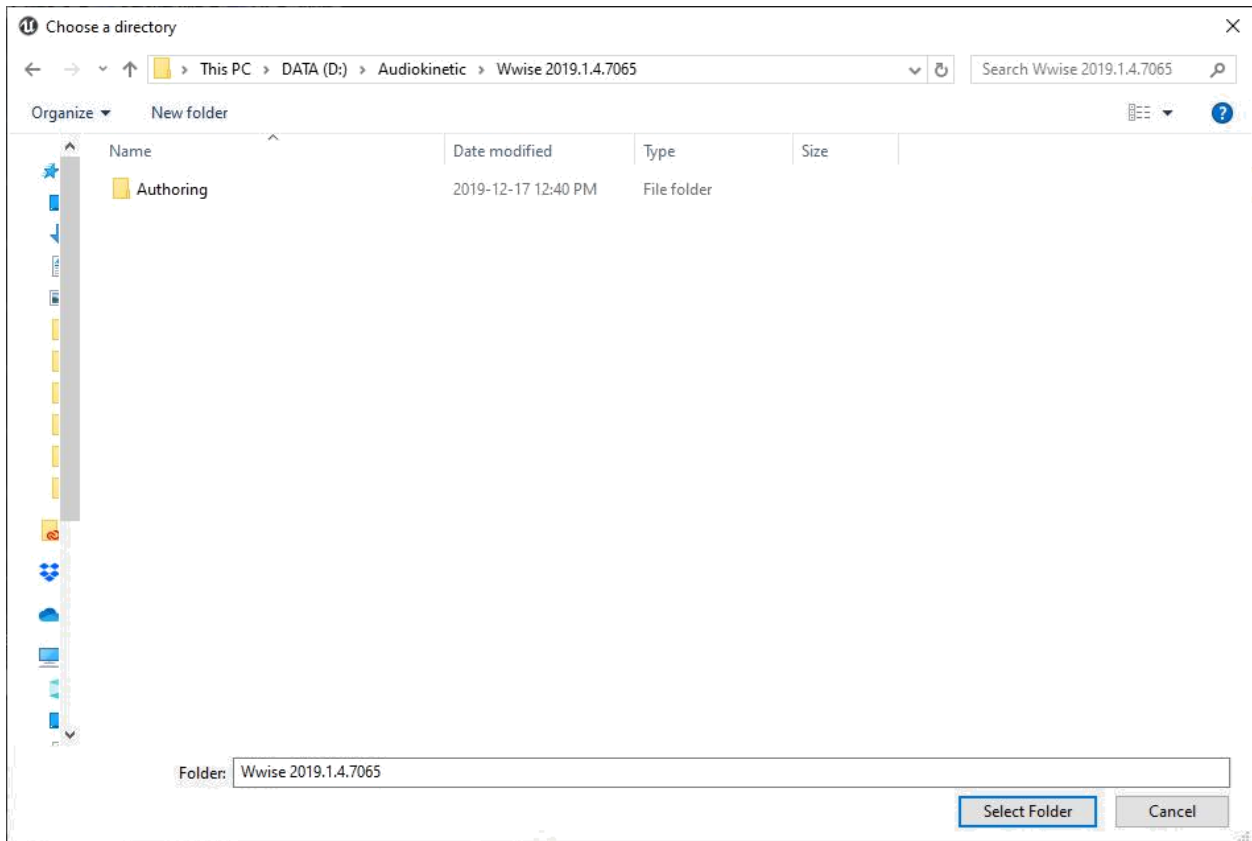 Choose a directory
This PC > DATA (D:) > Audiokinetic > Wwise 2019.1.4.7065
Search Wwise 2019.1.4.7065
Organize
New folder
Name Date modified Type Size
Authoring 2019-12-17 12:40 PM File folder
Folder: Wwise 2019.1.4.7065
Select Folder Cancel